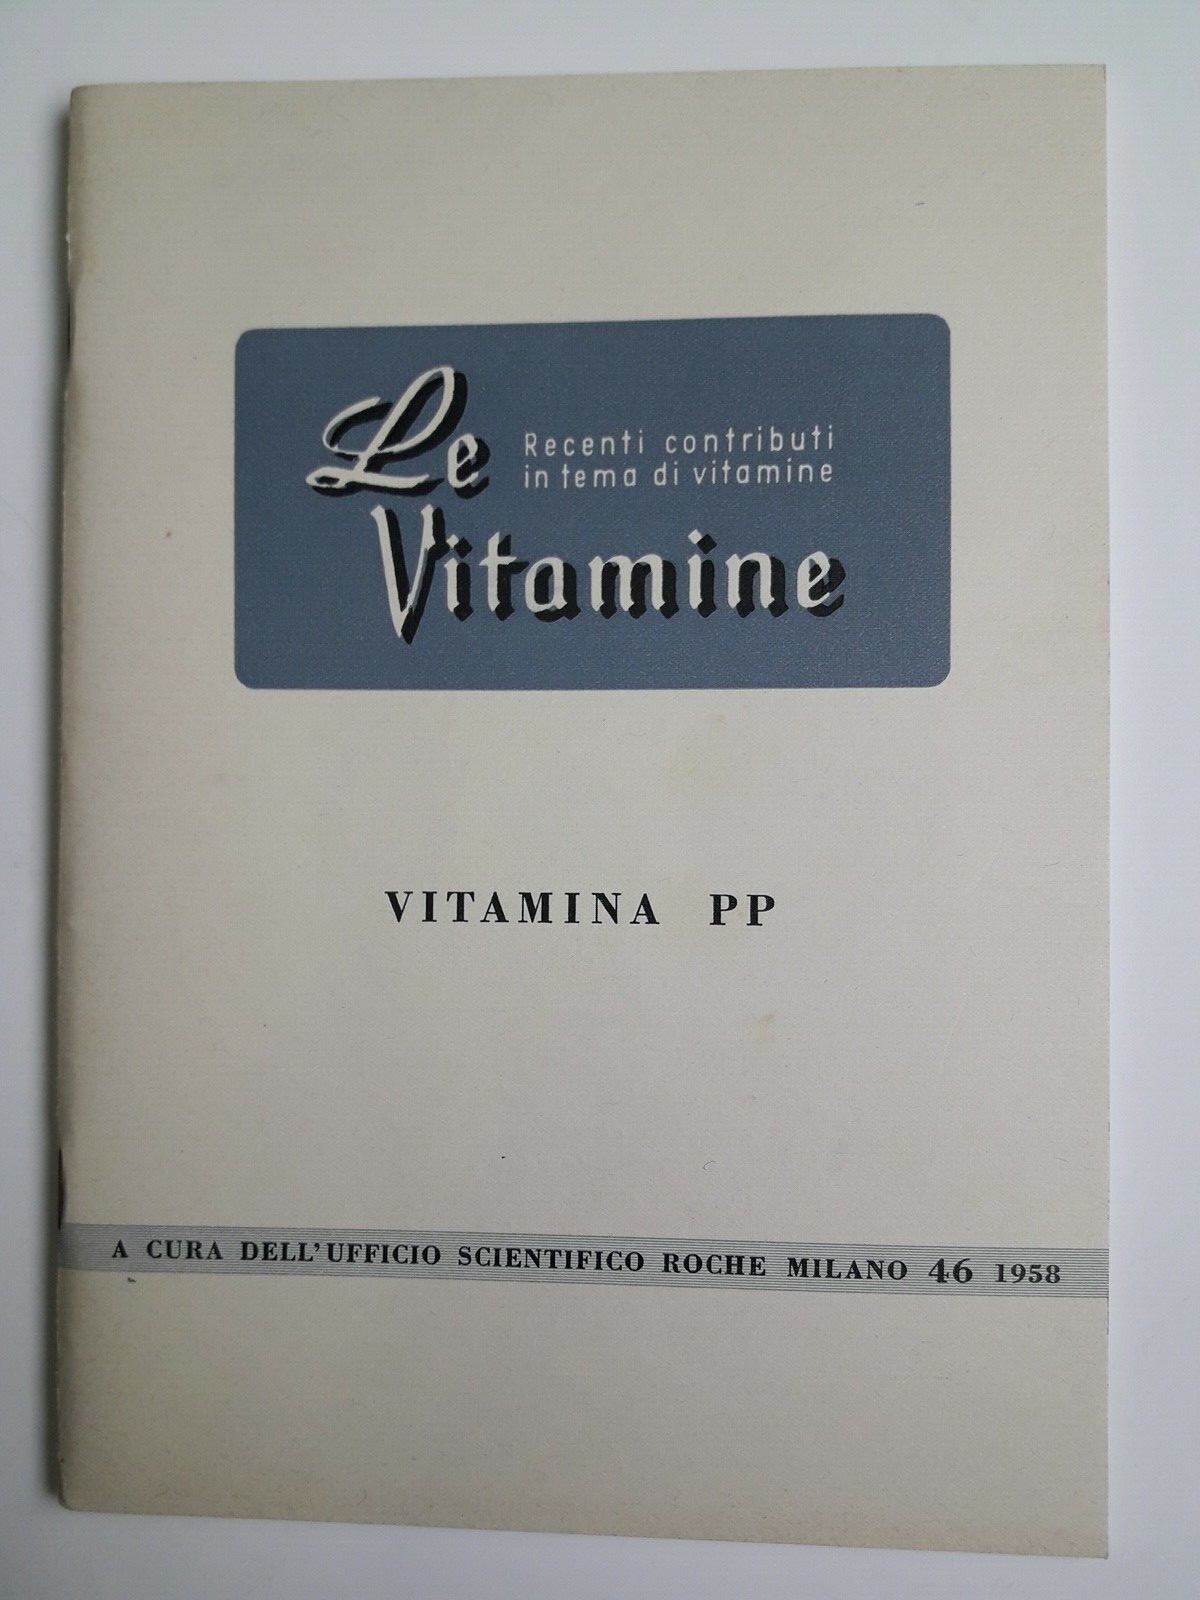 Le
Recenti contributi
in tema di vitamine
Vitamine
VITAMINA PP
A CURA DELL'UFFICIO SCIENTIFICO ROCHE MILANO 46 1958